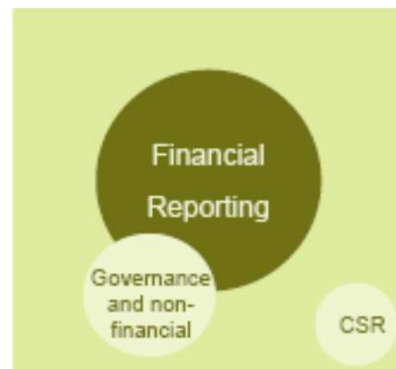 Financial
Reporting
Governance
and non-
financial
CSR